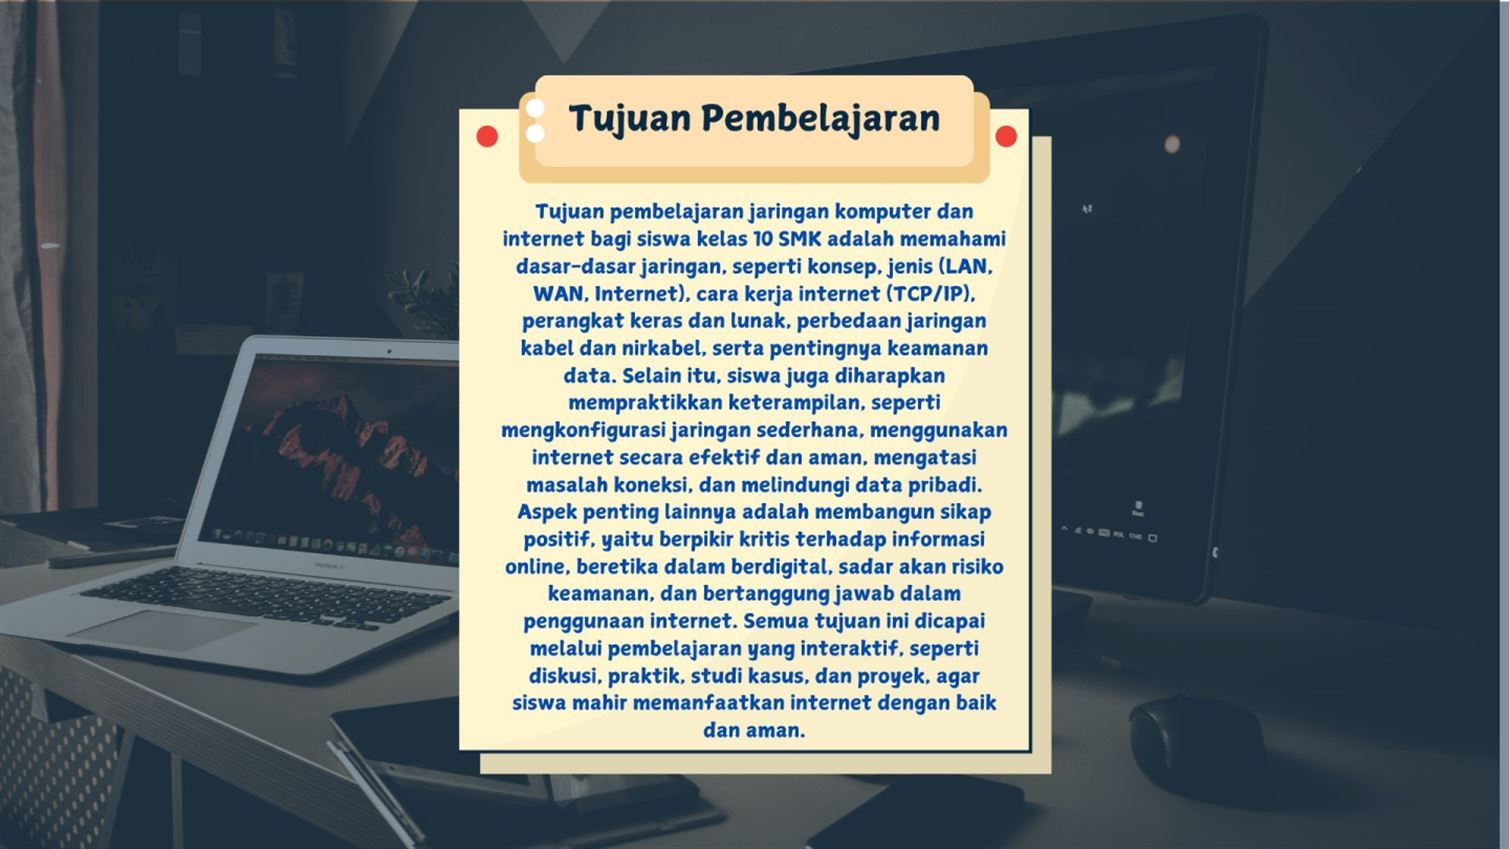 Tujuan Pembelajaran
Tujuan pembelajaran jaringan komputer dan
internet bagi siswa kelas 10 SMK adalah memahami
dasar-dasar jaringan, seperti konsep, jenis (LAN,
WAN, Internet), cara kerja internet (TCP/IP),
perangkat keras dan lunak, perbedaan jaringan
kabel dan nirkabel, serta pentingnya keamanan
data. Selain itu, siswa juga diharapkan
mempraktikkan keterampilan, seperti
mengkonfigurasi jaringan sederhana, menggunakan
internet secara efektif dan aman, mengatasi
masalah koneksi, dan melindungi data pribadi.
Aspek penting lainnya adalah membangun sikap
positif, yaitu berpikir kritis terhadap informasi
online, beretika dalam berdigital, sadar akan risiko
keamanan, dan bertanggung jawab dalam
penggunaan internet. Semua tujuan ini dicapai
melalui pembelajaran yang interaktif, seperti
diskusi, praktik, studi kasus, dan proyek, agar
siswa mahir memanfaatkan internet dengan baik
dan aman.
MacBook Air
POL 17:43